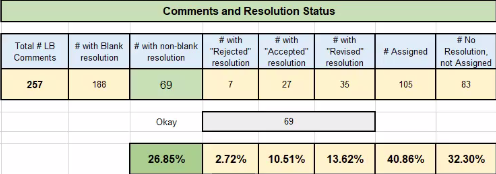 Comments and Resolution Status
Total # LB Comments
# with Blank resolution
# with non-blank resolution
# with "Rejected" resolution
# with "Accepted" resolution
# with "Revised" resolution
# Assigned
# No Resolution, not Assigned
257 188 69 7 27 35 105 83
Okay 69
26.85% 2.72% 10.51% 13.62% 40.86% 32.30%